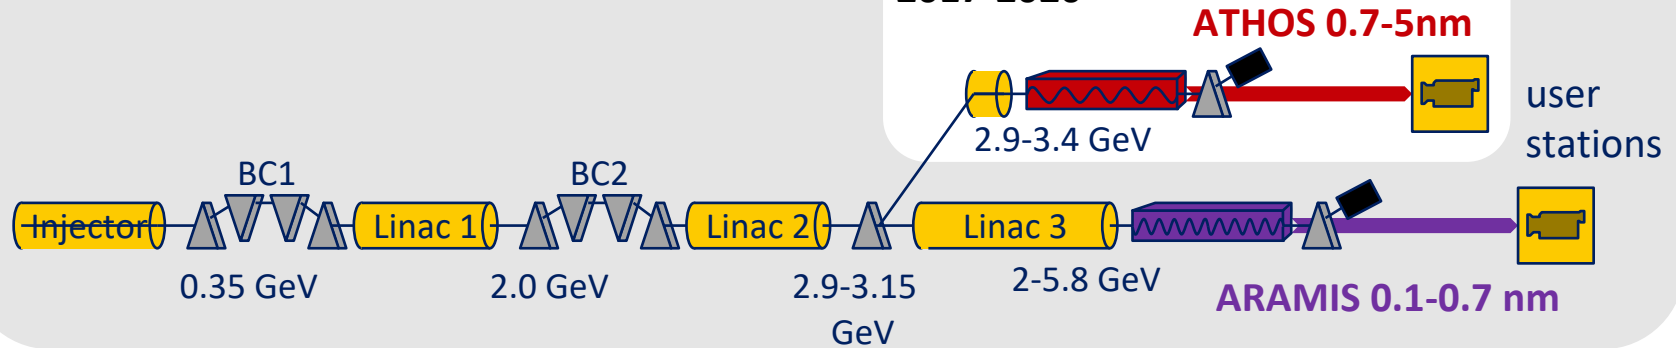 ATHOS 0.7-5nm
2.9-3.4 GeV
user
stations
BC1
BC2
Injector
Linac 1
Linac 2
Linac 3
0.35 GeV
2.0 GeV
2.9-3.15
GeV
2-5.8 GeV
ARAMIS 0.1-0.7 nm